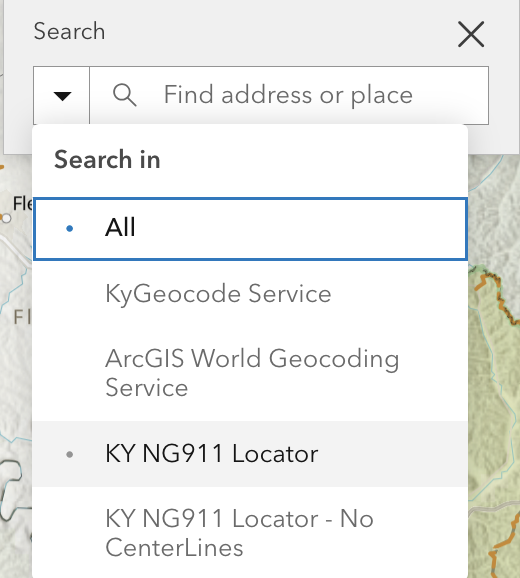 Search
Find address or place
Search in
Fle
All
Fl
KyGeocode Service
ArcGIS World Geocoding
Service
KY NG911 Locator
KY NG911 Locator - No
CenterLines